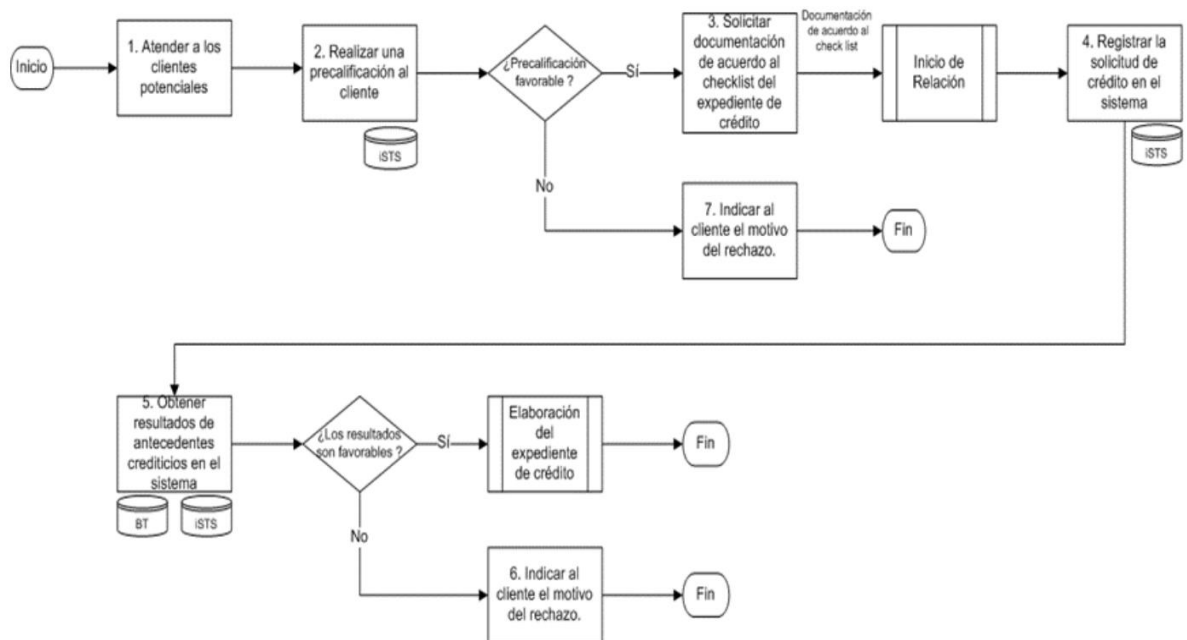 Inicio
1. Atender a los
clientes
potenciales
2. Realizar una
precalificación al
cliente
iSTS
¿Precalificación
favorable ?
Sí
No
3. Solicitar
documentación
de acuerdo al
checklist del
expediente de
crédito
Documentación
de acuerdo al
check list
Inicio de
Relación
4. Registrar la
solicitud de
crédito en el
sistema
iSTS
7. Indicar al
cliente el motivo
del rechazo.
Fin
5. Obtener
resultados de
antecedentes
crediticios en el
sistema
BT
iSTS
¿Los resultados
son favorables ?
Sí
No
Elaboración
del
expediente
de crédito
Fin
6. Indicar al
cliente el motivo
del rechazo.
Fin